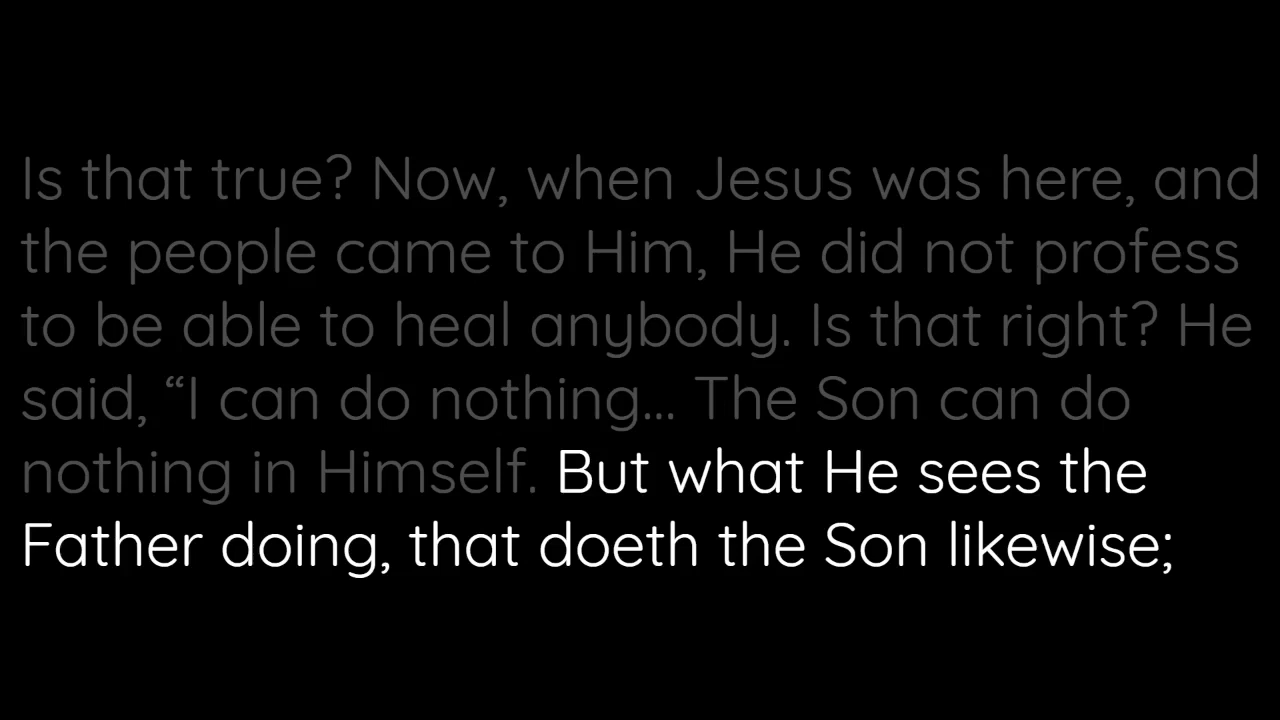 Is that true? Now, when Jesus was here, and
the people came to Him, He did not profess
to be able to heal anybody. Is that right? He
said, “I can do nothing... The Son can do
nothing in Himself. But what He sees the
Father doing, that doeth the Son likewise;